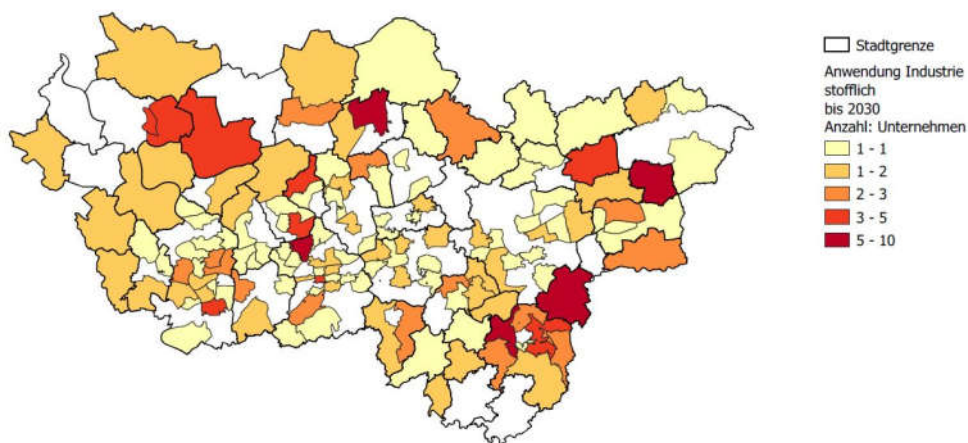 Stadtgrenze
Anwendung Industrie
stofflich
bis 2030
Anzahl: Unternehmen
1 - 1
1 - 2
2 - 3
3 - 5
5 - 10